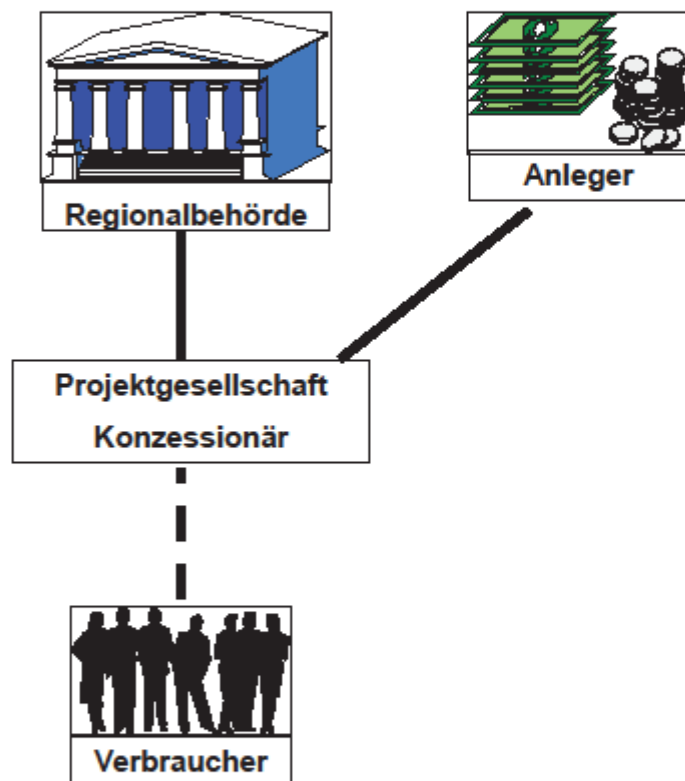 Regionalbehörde
Anleger
Projektgesellschaft
Konzessionär
Verbraucher